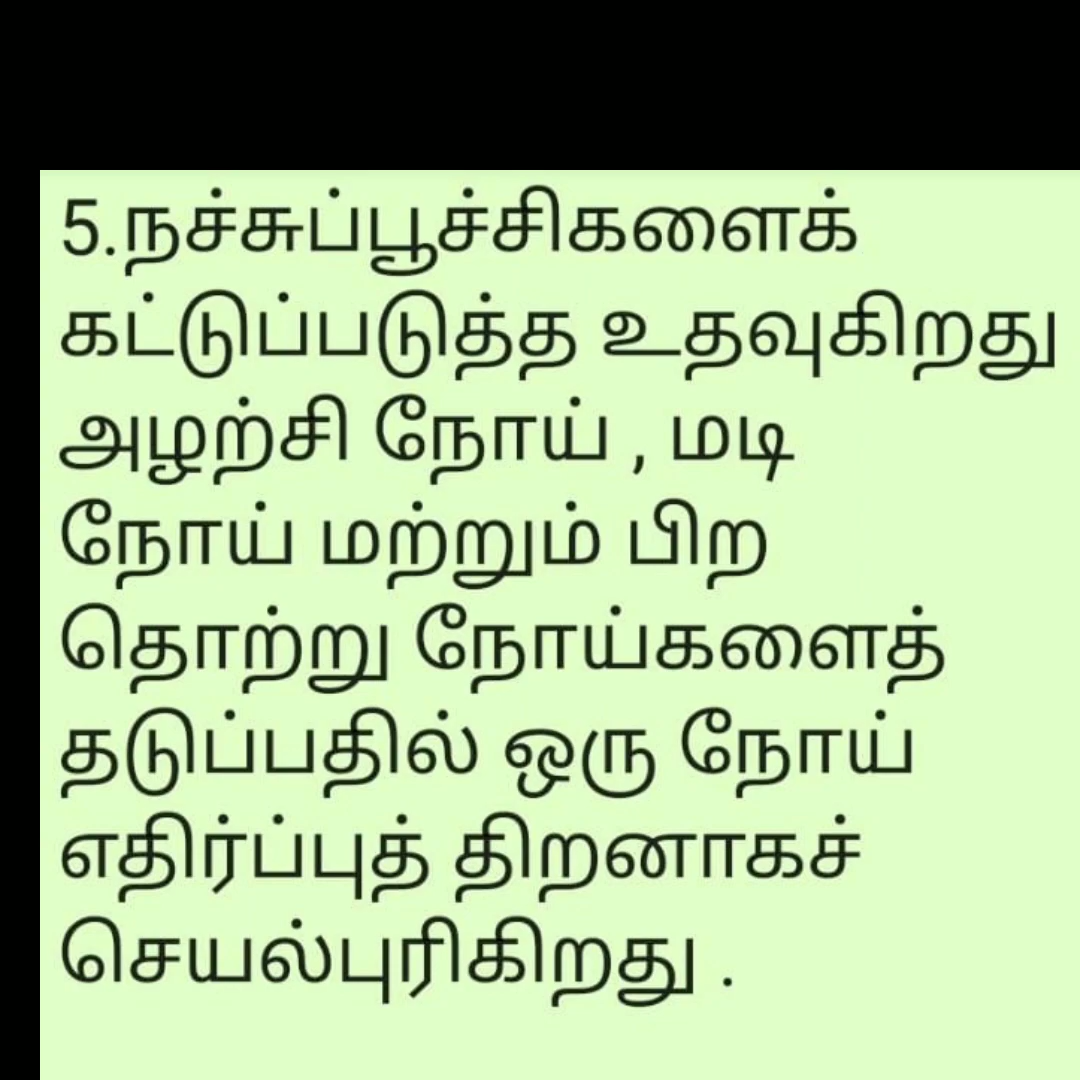 5.நச்சுப்பூச்சிகளைக்
கட்டுப்படுத்த உதவுகிறது
அழற்சி நோய் , மடி
நோய் மற்றும் பிற
தொற்று நோய்களைத்
தடுப்பதில் ஒரு நோய்
எதிர்ப்புத் திறனாகச்
செயல்புரிகிறது .